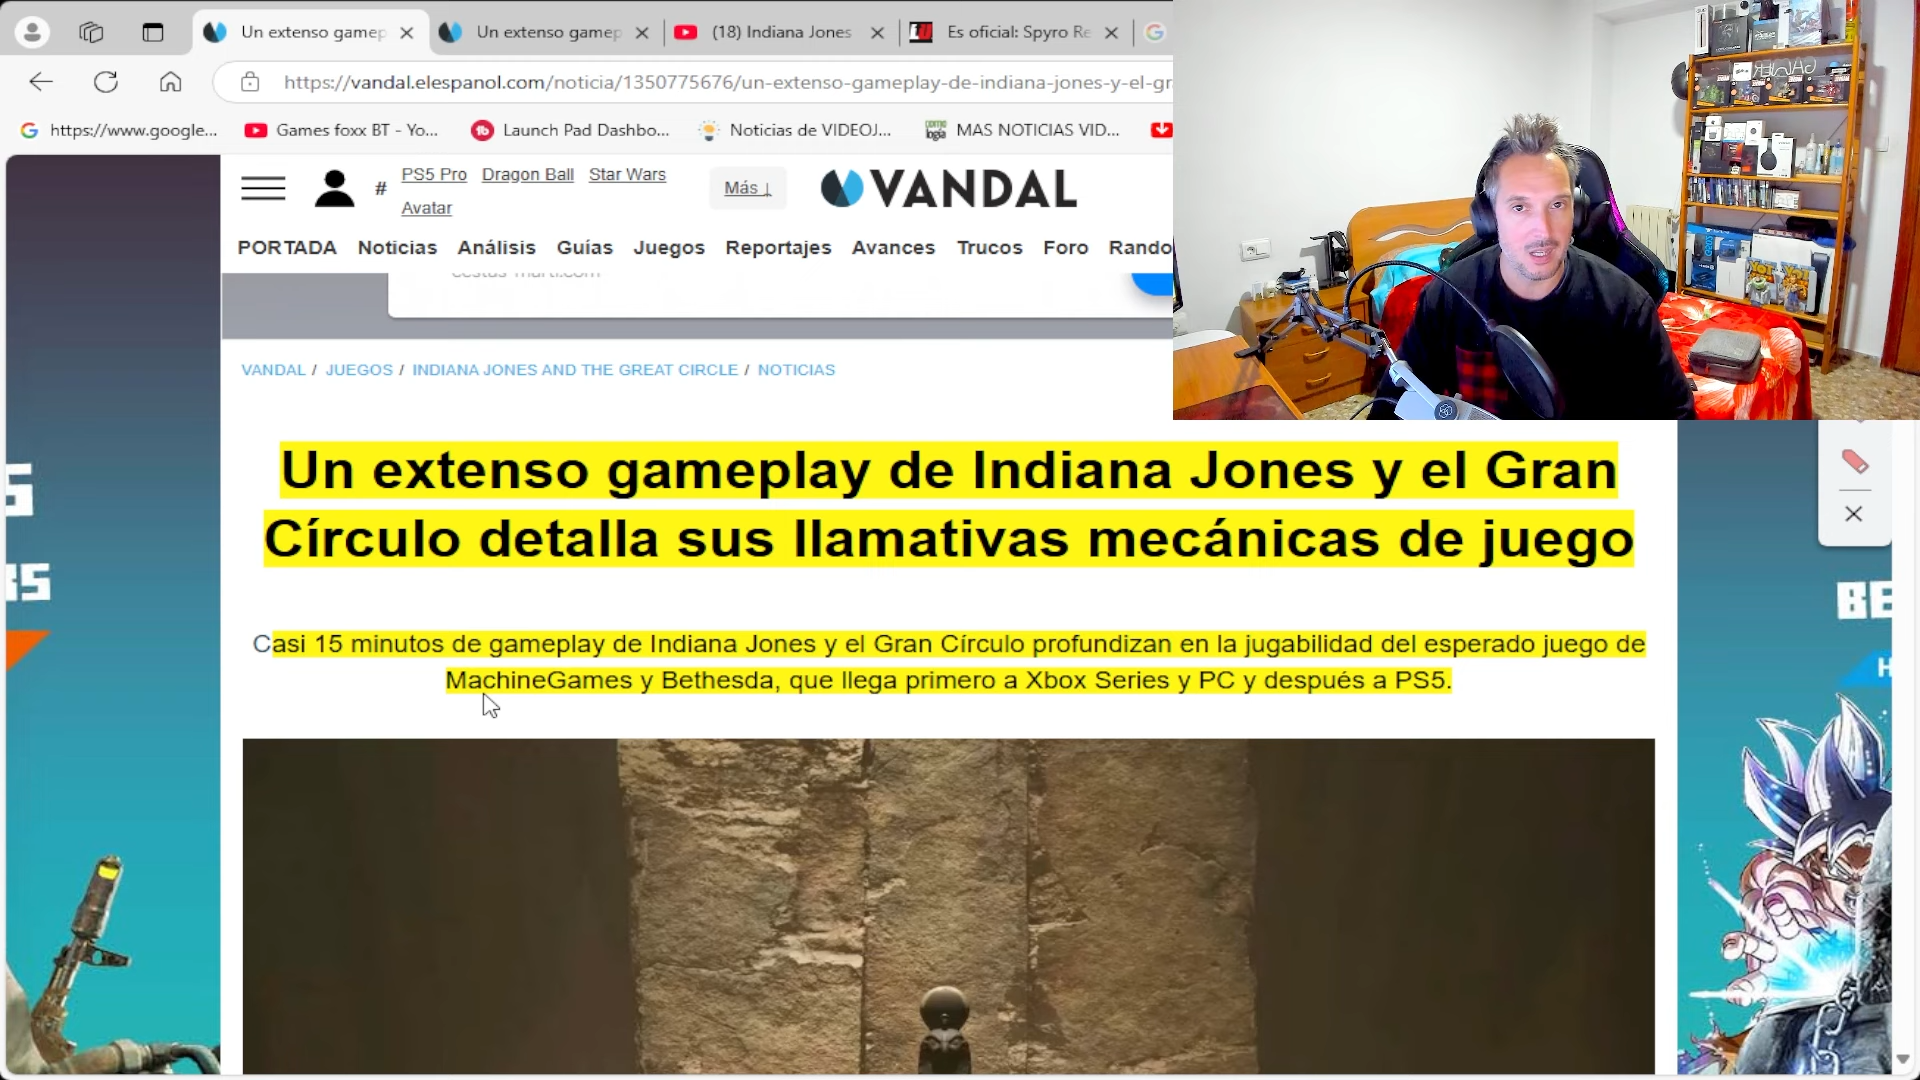 Un extenso gamep
Un extenso gamep
(18) Indiana Jones
Es oficial: Spyro Re
https://vandal.elespanol.com/noticia/1350775676/un-extenso-gameplay-de-indiana-jones-y-el-gr
https://www.google...
Games foxx BT - Yo...
Launch Pad Dashbo...
Noticias de VIDEOJ...
MAS NOTICIAS VID...
# PS5 Pro Dragon Ball Star Wars
Avatar
Más ↓
VANDAL
PORTADA Noticias Análisis Guías Juegos Reportajes Avances Trucos Foro Rando
VANDAL / JUEGOS / INDIANA JONES AND THE GREAT CIRCLE / NOTICIAS
Un extenso gameplay de Indiana Jones y el Gran
Círculo detalla sus llamativas mecánicas de juego
Casi 15 minutos de gameplay de Indiana Jones y el Gran Círculo profundizan en la jugabilidad del esperado juego de
MachineGames y Bethesda, que llega primero a Xbox Series y PC y después a PS5.
BE